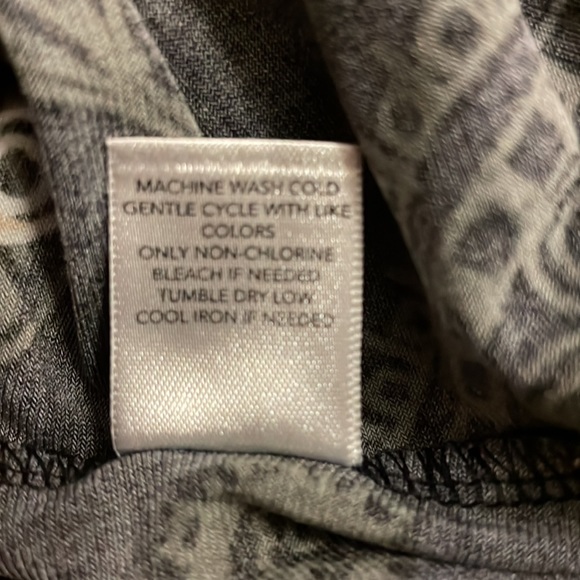 MACHINE WASH COLD
GENTLE CYCLE WITH LIKE
COLORS
ONLY NON-CHLORINE
BLEACH IF NEEDED
TUMBLE DRY LOW
COOL IRON IF NEEDED